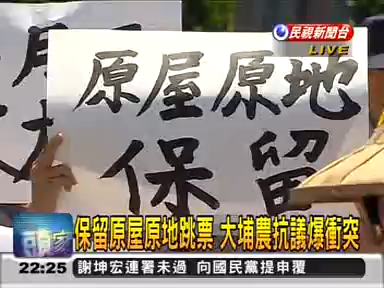 民視新聞台
LIVE
原屋原地
保留
頭家
保留原屋原地跳票 大埔農抗議爆衝突
22:25
謝坤宏連署未過 向國民黨提申覆